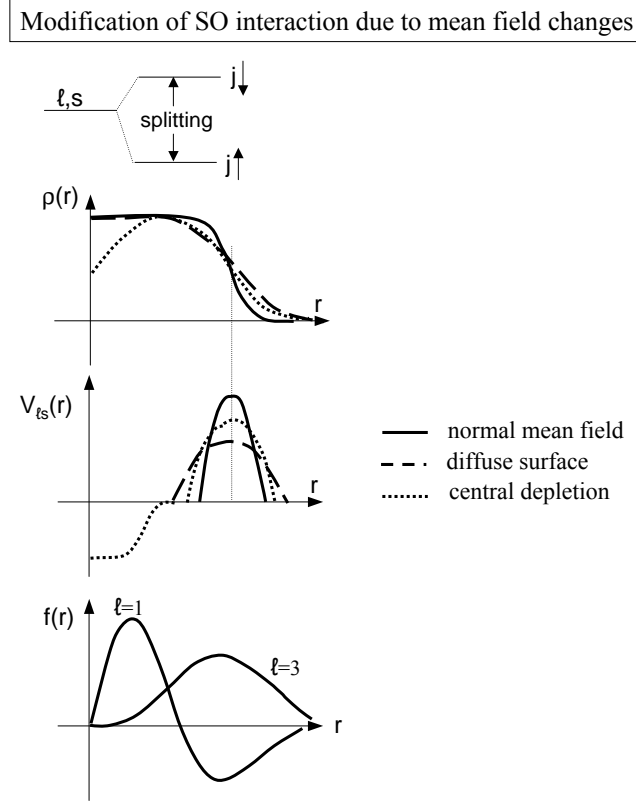 Modification of SO interaction due to mean field changes
j↓
ℓ,s
splitting
j↑
ρ(r)
r
Vℓs(r)
r
normal mean field
diffuse surface
central depletion
f(r)
ℓ=1
ℓ=3
r